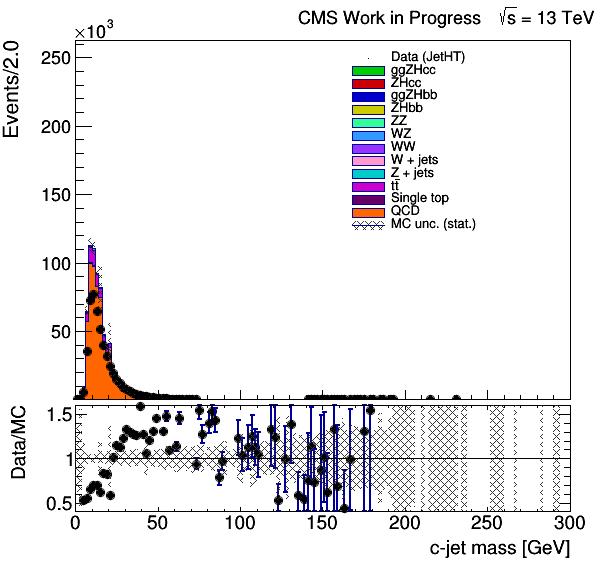 CMS Work in Progress √s = 13 TeV
×10³
Events/2.0
250
200
150
100
50
Data (JetHT)
ggZHcc
ZHcc
ggZHbb
ZHbb
ZZ
WZ
WW
W + jets
Z + jets
tt̄
Single top
QCD
MC unc. (stat.)
Data/MC
1.5
1
0.5
0 50 100 150 200 250 300
c-jet mass [GeV]